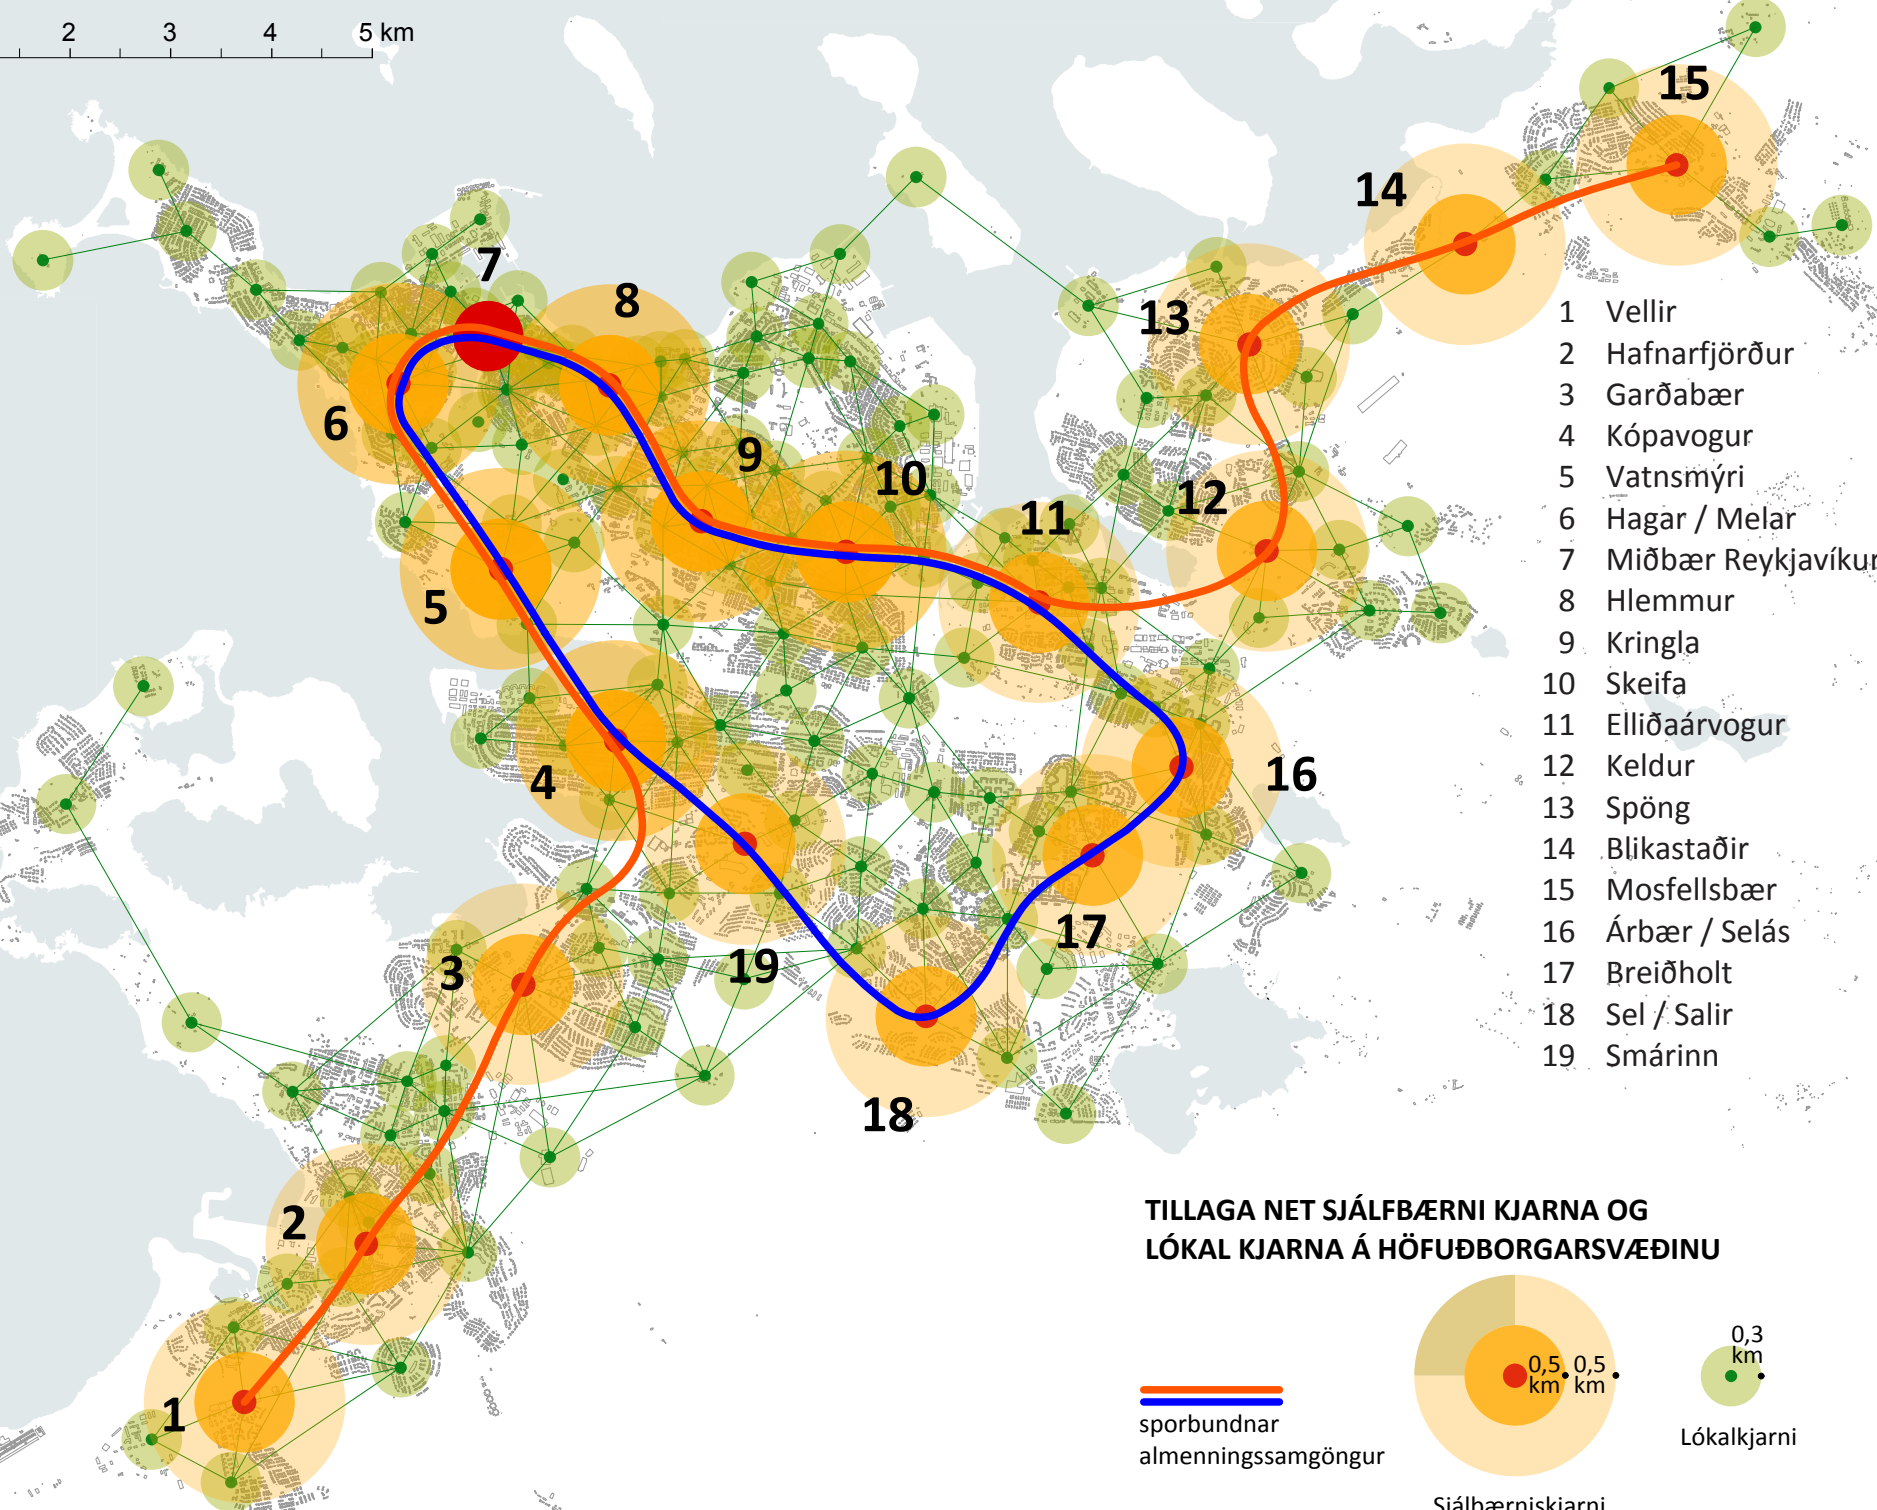 2 3 4 5 km
15
14
7
8
13
6
9
10
12
11
5
4
16
17
3
19
18
2
1
1 Vellir
2 Hafnarfjörður
3 Garðabær
4 Kópavogur
5 Vatnsmýri
6 Hagar / Melar
7 Miðbær Reykjavíkur
8 Hlemmur
9 Kringla
10 Skeifa
11 Elliðaárvogur
12 Keldur
13 Spöng
14 Blikastaðir
15 Mosfellsbær
16 Árbær / Selás
17 Breiðholt
18 Sel / Salir
19 Smárinn
TILLAGA NET SJÁLFBÆRNI KJARNA OG
LÓKAL KJARNA Á HÖFUÐBORGARSVÆÐINU
sporbundnar
almenningssamgöngur
0,5 0,5
km km
Sjálbærniskjarni
0,3
km
Lókalkjarni